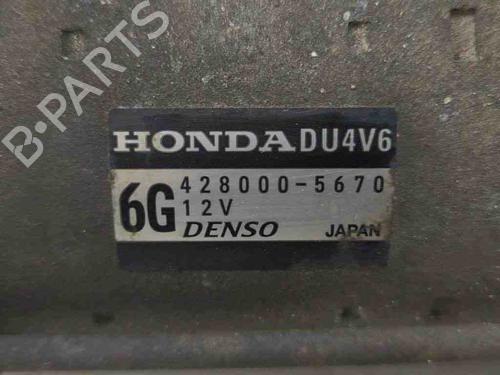 B-PARTS
HONDA DU4V6
6G 428000-5670
12V
DENSO JAPAN